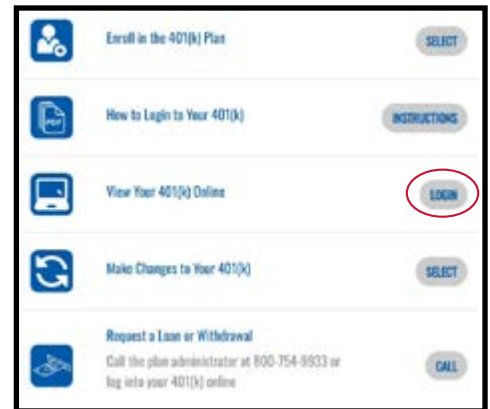 Enroll in the 401(k) Plan
SELECT
PDF
How to Login to Your 401(k)
INSTRUCTIONS
View Your 401(k) Online
LOGIN
Make Changes to Your 401(k)
SELECT
Request a Loan or Withdrawal
Call the plan administrator at 800-754-9933 or
log into your 401(k) online
CALL